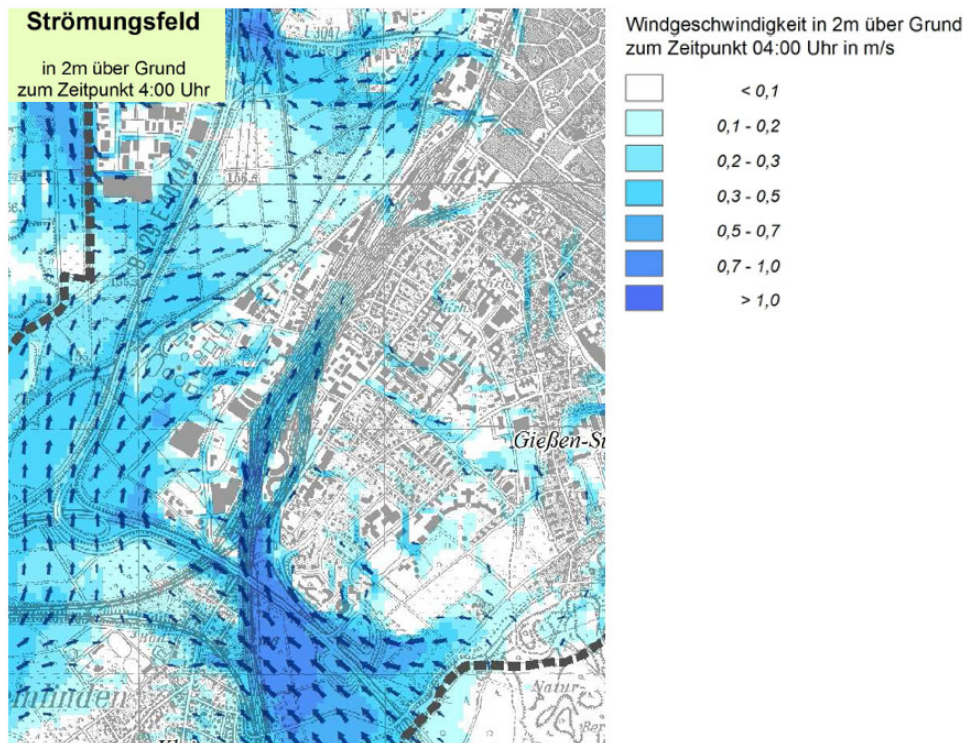 Strömungsfeld
in 2m über Grund
zum Zeitpunkt 4:00 Uhr
Windgeschwindigkeit in 2m über Grund
zum Zeitpunkt 04:00 Uhr in m/s
< 0,1
0,1 - 0,2
0,2 - 0,3
0,3 - 0,5
0,5 - 0,7
0,7 - 1,0
> 1,0
L 3047
Gießen-Sü
Natur-